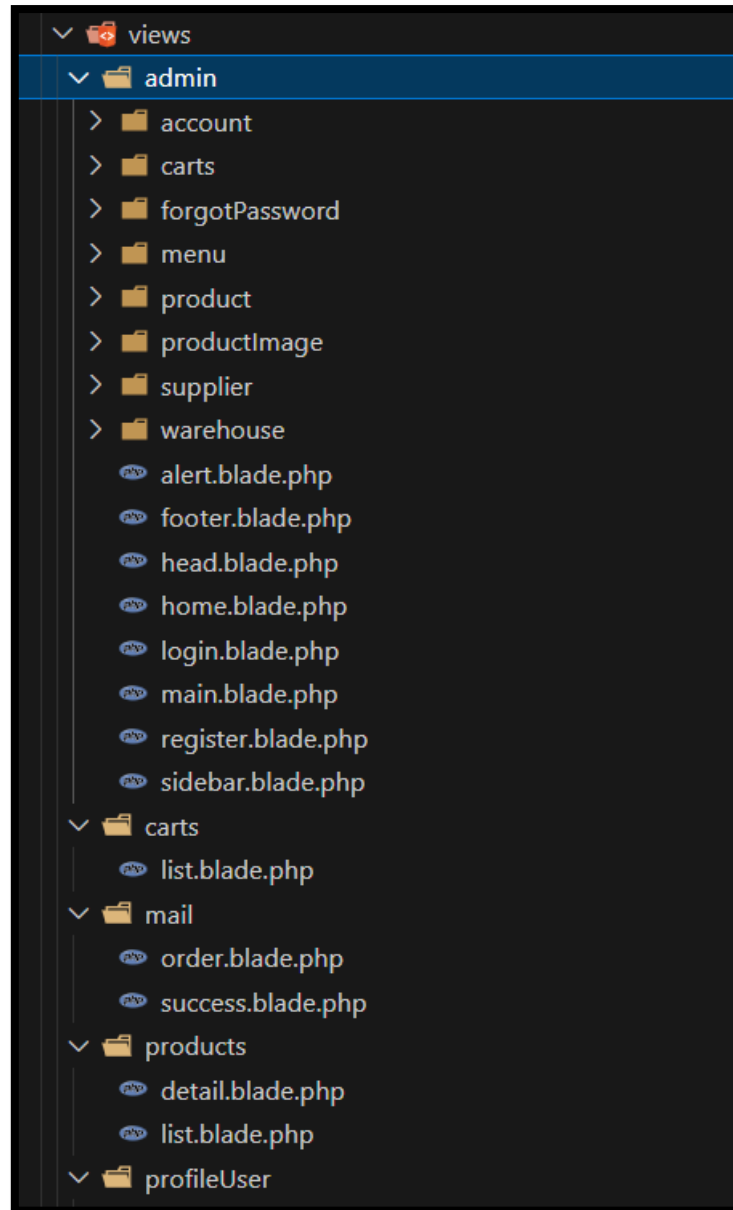 views
admin
account
carts
forgotPassword
menu
product
productImage
supplier
warehouse
alert.blade.php
footer.blade.php
head.blade.php
home.blade.php
login.blade.php
main.blade.php
register.blade.php
sidebar.blade.php
carts
list.blade.php
mail
order.blade.php
success.blade.php
products
detail.blade.php
list.blade.php
profileUser